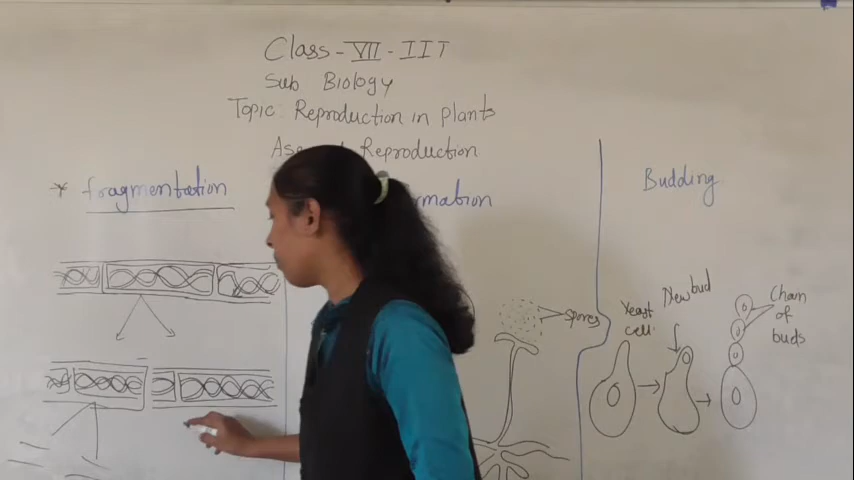 Class-VII-IIT
Sub Biology
Topic: Reproduction in plants
Reproduction
* fragmentation
Budding
spores
Yeast
cell
New bud
Chain
of
buds